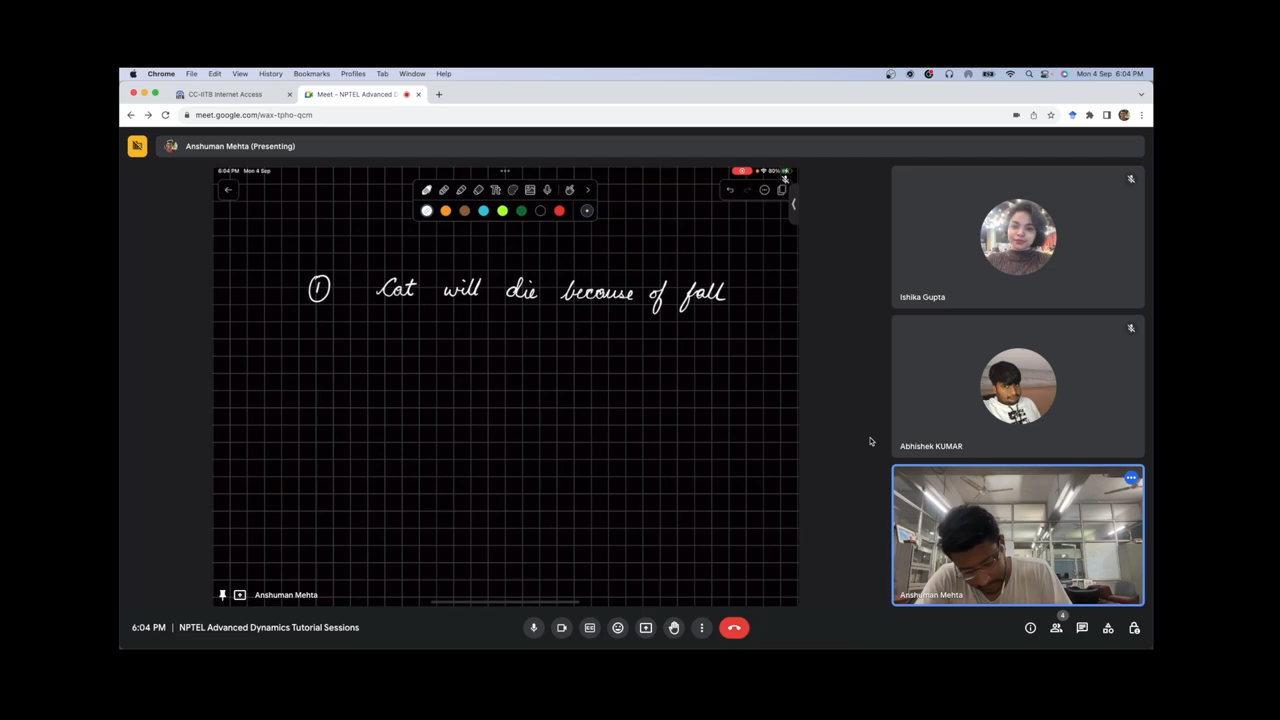 Chrome File Edit View History Bookmarks Profiles Tab Window Help Mon 4 Sep 6:04 PM
CC-IITB Internet Access Meet - NPTEL Advanced D
meet.google.com/wax-tpho-qcm
Anshuman Mehta (Presenting)
6:04 PM Mon 4 Sep 80%
① Cat will die because of fall
Ishika Gupta
Abhishek KUMAR
Anshuman Mehta
Anshuman Mehta
4
6:04 PM | NPTEL Advanced Dynamics Tutorial Sessions